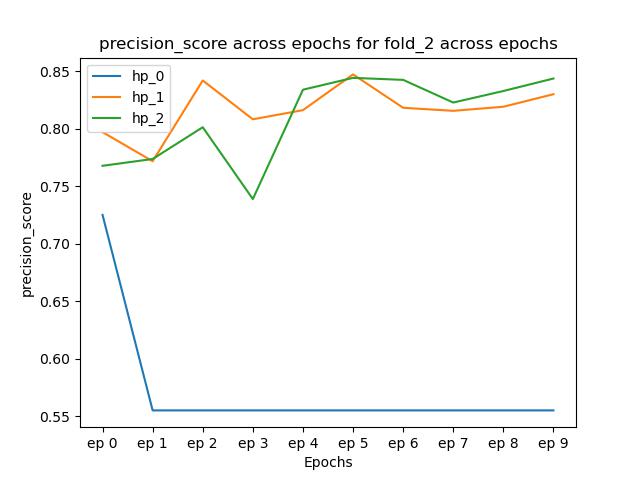 precision_score across epochs for fold_2 across epochs
hp_0
hp_1
hp_2
0.85
0.80
0.75
0.70
0.65
0.60
0.55
precision_score
ep 0 ep 1 ep 2 ep 3 ep 4 ep 5 ep 6 ep 7 ep 8 ep 9
Epochs